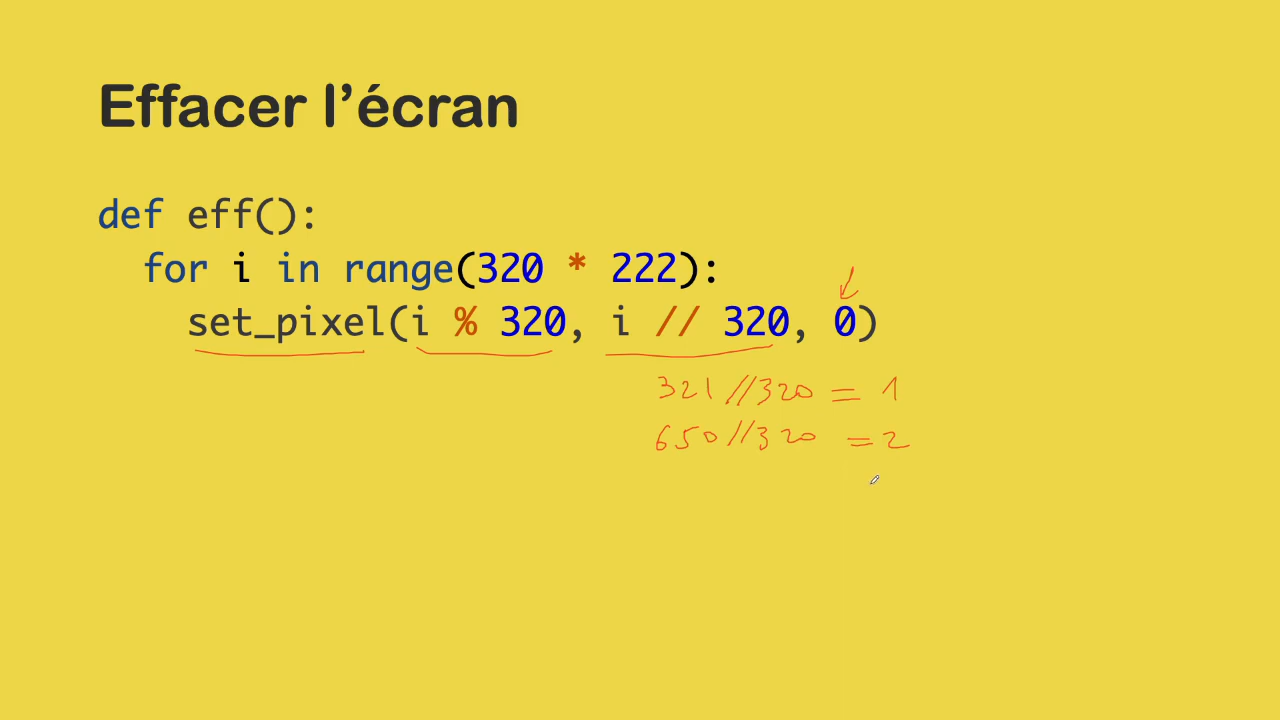 Effacer l’écran
def eff():
for i in range(320 * 222):
set_pixel(i % 320, i // 320, 0)
321 // 320 = 1
650 // 320 = 2